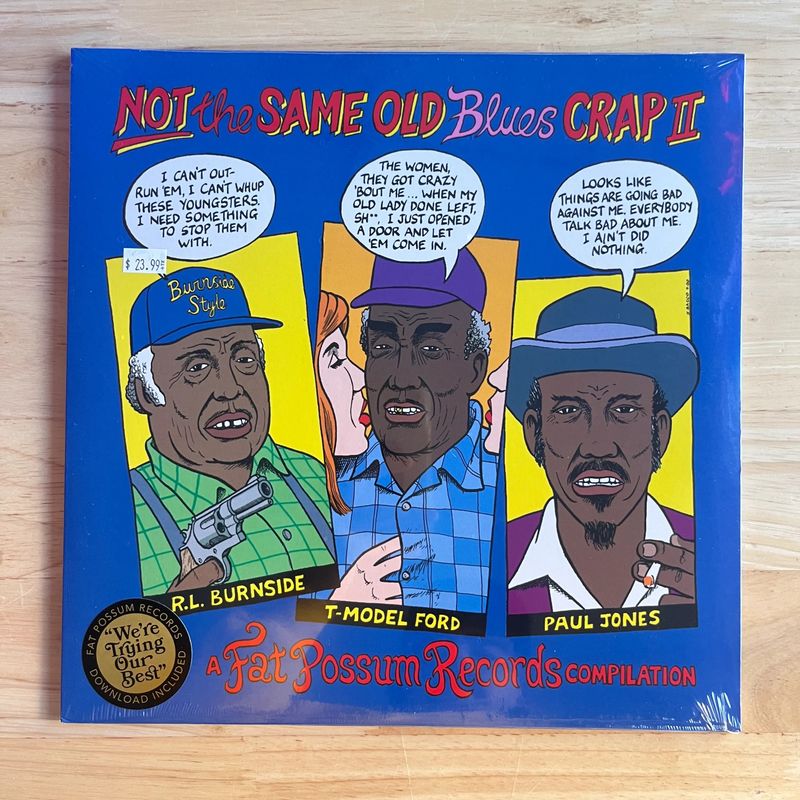 NOT the SAME OLD Blues CRAP II
I CAN'T OUT-
RUN 'EM, I CAN'T WHUP
THESE YOUNGSTERS.
I NEED SOMETHING
TO STOP THEM
WITH.
THE WOMEN,
THEY GOT CRAZY
'BOUT ME... WHEN MY
OLD LADY DONE LEFT,
SH**, I JUST OPENED
A DOOR AND LET
'EM COME IN.
LOOKS LIKE
THINGS ARE GOING BAD
AGAINST ME. EVERYBODY
TALK BAD ABOUT ME.
I AIN'T DID
NOTHING.
$ 23.99
Burnside
Style
R.L. BURNSIDE
T-MODEL FORD
PAUL JONES
FAT POSSUM RECORDS
"We're
Trying
Our
Best"
DOWNLOAD INCLUDED
A Fat Possum Records COMPILATION